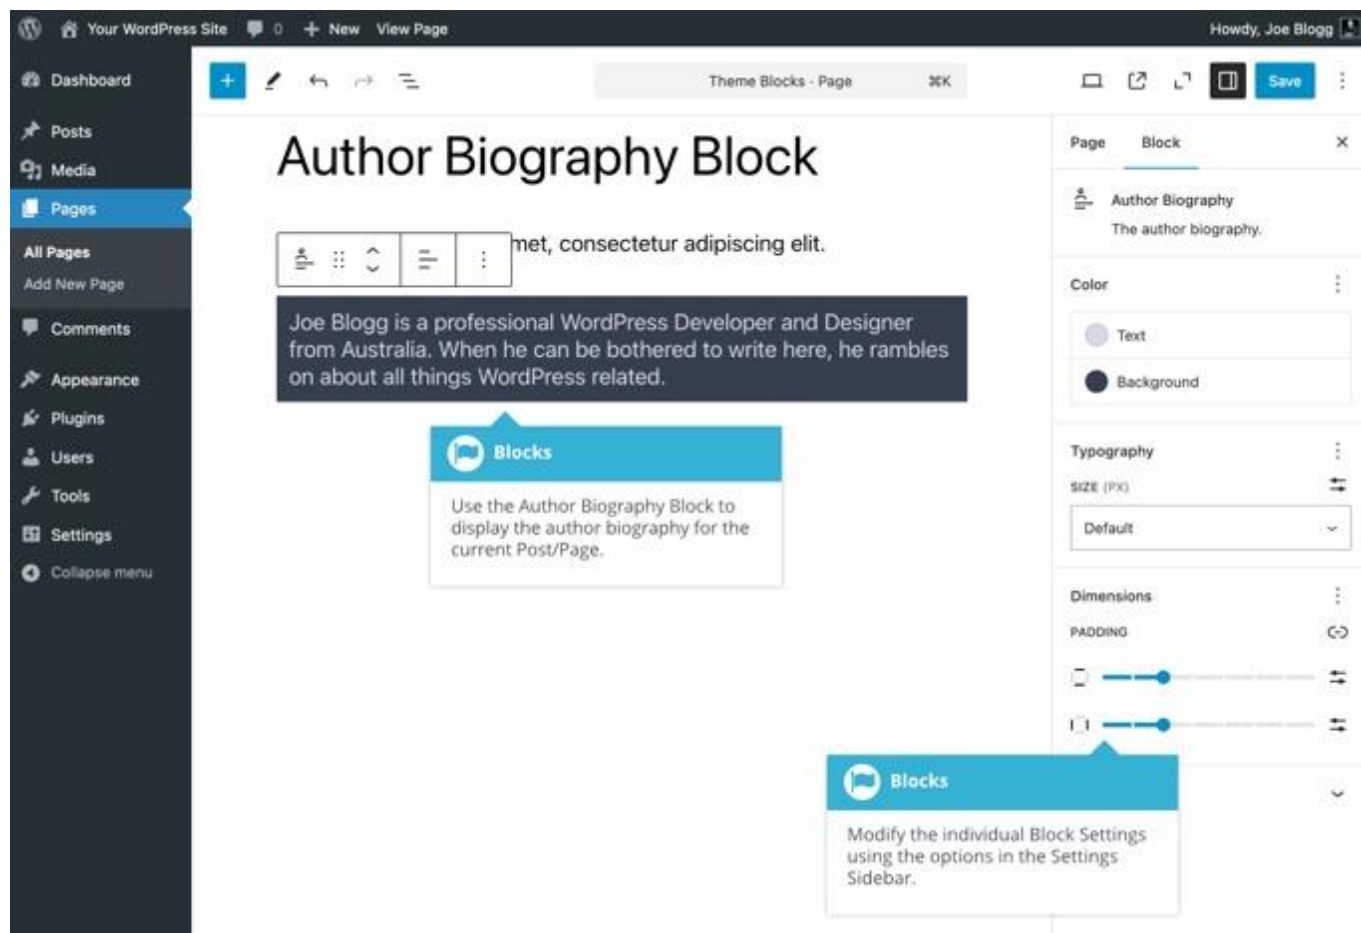 Your WordPress Site 0 New View Page Howdy, Joe Blogg
Dashboard
Posts
Media
Pages
All Pages
Add New Page
Comments
Appearance
Plugins
Users
Tools
Settings
Collapse menu
Theme Blocks · Page ⌘K
Save
Author Biography Block
met, consectetur adipiscing elit.
Joe Blogg is a professional WordPress Developer and Designer
from Australia. When he can be bothered to write here, he rambles
on about all things WordPress related.
Blocks
Use the Author Biography Block to
display the author biography for the
current Post/Page.
Page Block
Author Biography
The author biography.
Color
Text
Background
Typography
SIZE (PX)
Default
Dimensions
PADDING
Blocks
Modify the individual Block Settings
using the options in the Settings
Sidebar.